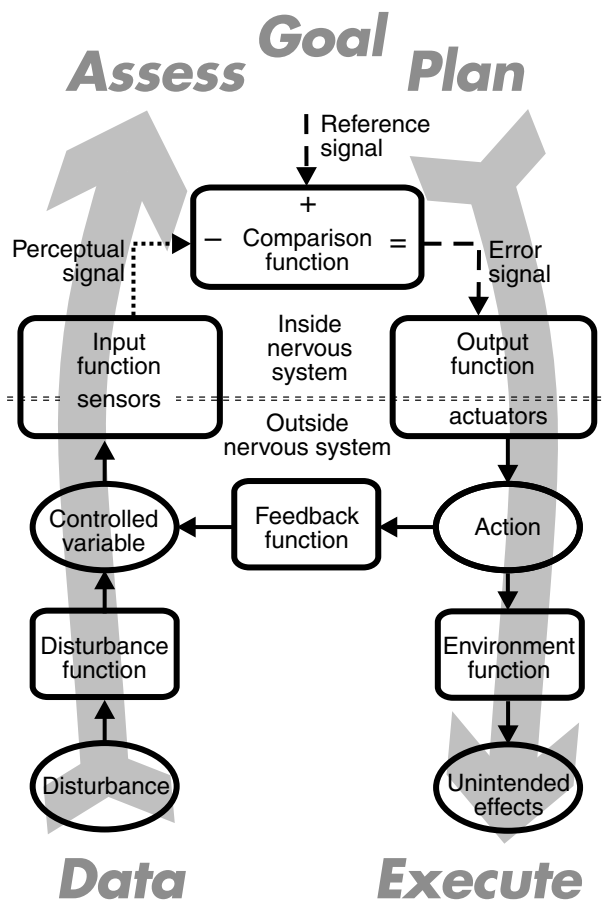 Goal
Assess
Plan
Reference
signal
+
− Comparison =
function
Perceptual
signal
Error
signal
Input
function
sensors
Inside
nervous
system
Output
function
actuators
Outside
nervous system
Controlled
variable
Feedback
function
Action
Disturbance
function
Environment
function
Disturbance
Unintended
effects
Data
Execute